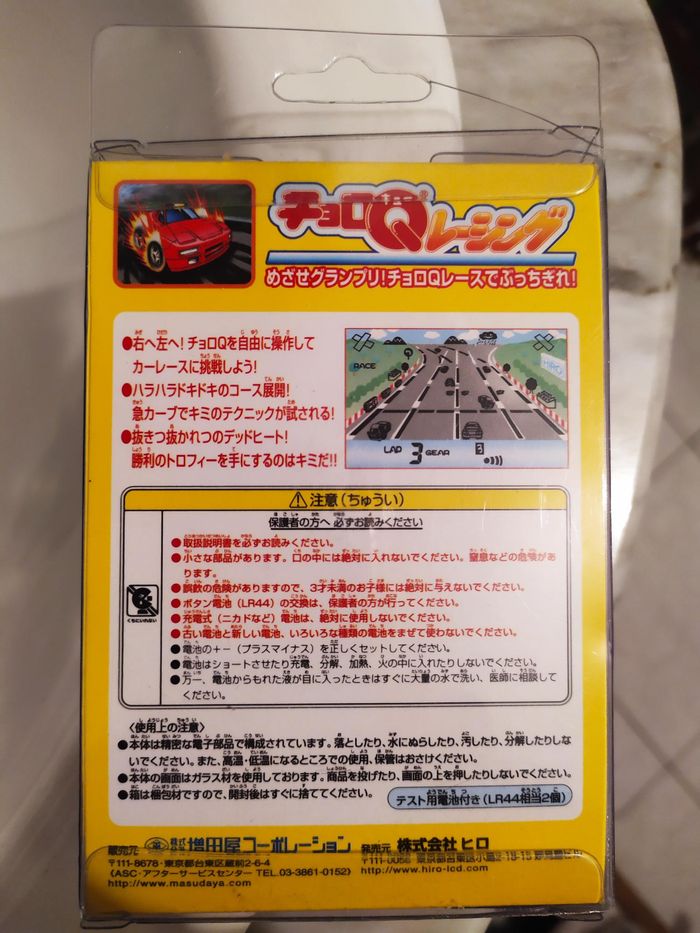 チョロQ®レーシング
めざせグランプリ!チョロQレースでぶっちぎれ!
●右へ左へ!チョロQを自由に操作して
カーレースに挑戦しよう!
●ハラハラドキドキのコース展開!
急カーブでキミのテクニックが試される!
●抜きつ抜かれつのデッドヒート!
勝利のトロフィーを手にするのはキミだ!!
RACE
HIRO
LAP 3 GEAR 3
⚠注意(ちゅうい)
保護者の方へ 必ずお読みください
●取扱説明書を必ずお読みください。
●小さな部品があります。口の中には絶対に入れないでください。窒息などの危険があ
ります。
●誤飲の危険がありますので、3才未満のお子様には絶対に与えないでください。
●ボタン電池(LR44)の交換は、保護者の方が行ってください。
●充電式(ニカドなど)電池は、絶対に使用しないでください。
●古い電池と新しい電池、いろいろな種類の電池をまぜて使わないでください。
●電池の+-(プラスマイナス)を正しくセットしてください。
●電池はショートさせたり充電、分解、加熱、火の中に入れたりしないでください。
●万一、電池からもれた液が目に入ったときはすぐに大量の水で洗い、医師に相談して
ください。
くちにいれない
〈使用上の注意〉
●本体は精密な電子部品で構成されています。落としたり、水にぬらしたり、汚したり、分解したりしな
いでください。また、高温・低温になるところでの使用、保管はおさけください。
●本体の画面はガラス材を使用しております。商品を投げたり、画面の上を押したりしないでください。
●箱は梱包材ですので、開封後はすぐに捨ててください。
テスト用電池付き(LR44相当2個)
販売元 株式会社 増田屋コーポレーション
〒111-8678・東京都台東区蔵前2-6-4
(ASC・アフターサービスセンター TEL.03-3861-0152)
http://www.masudaya.com
発売元 株式会社ヒロ
http://www.hiro-lcd.com